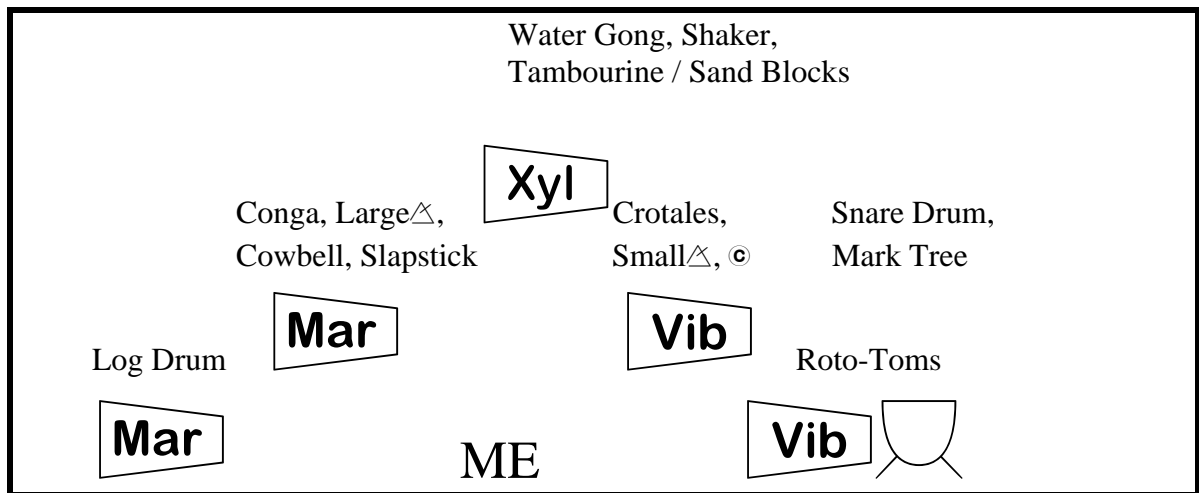 Water Gong, Shaker,
Tambourine / Sand Blocks
Xyl
Conga, Large
Cowbell, Slapstick
Crotales,
Small , ©
Snare Drum,
Mark Tree
Mar
Vib
Log Drum
Roto-Toms
Mar
ME
Vib